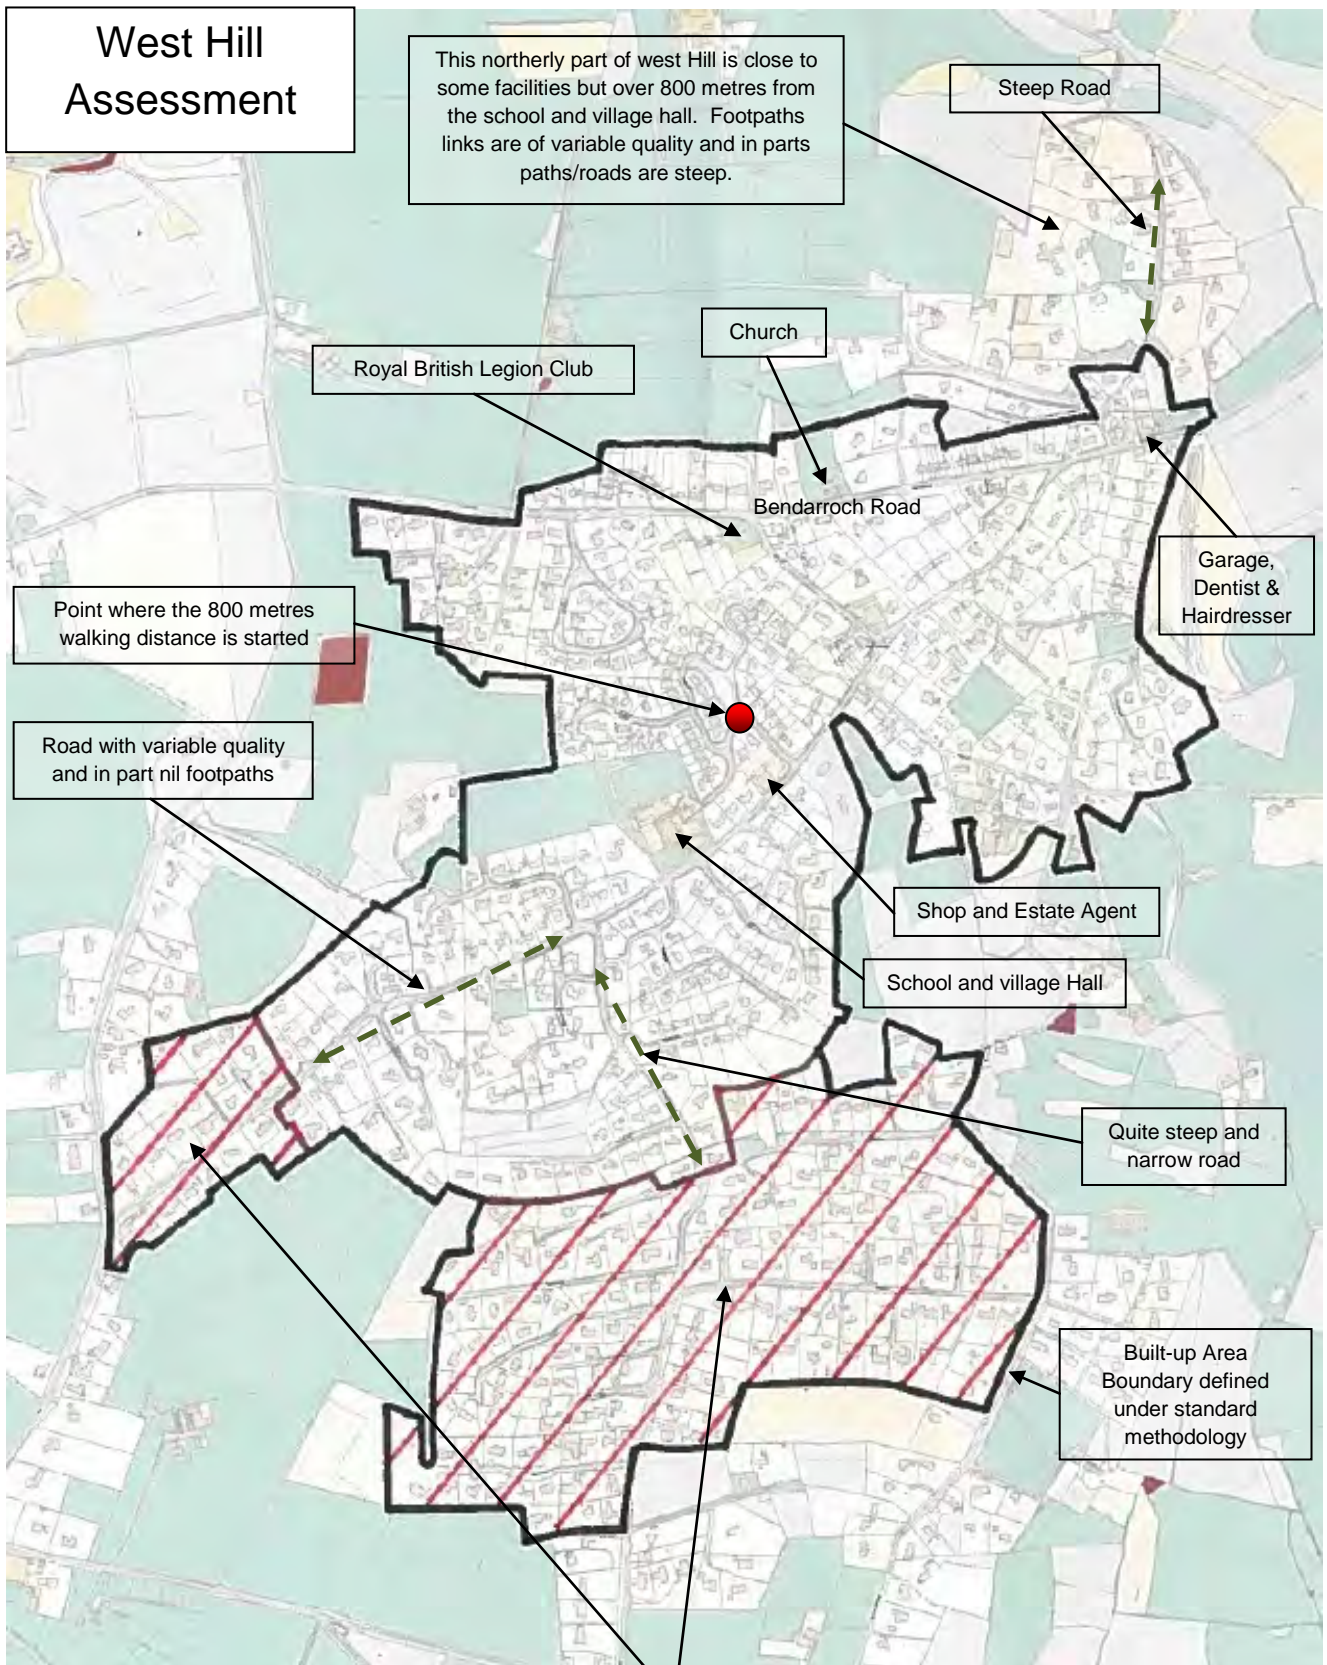 West Hill
Assessment
This northerly part of west Hill is close to
some facilities but over 800 metres from
the school and village hall.  Footpaths
links are of variable quality and in parts
paths/roads are steep.
Steep Road
Church
Royal British Legion Club
Bendarroch Road
Garage,
Dentist &
Hairdresser
Point where the 800 metres
walking distance is started
Road with variable quality
and in part nil footpaths
Shop and Estate Agent
School and village Hall
Quite steep and
narrow road
Built-up Area
Boundary defined
under standard
methodology